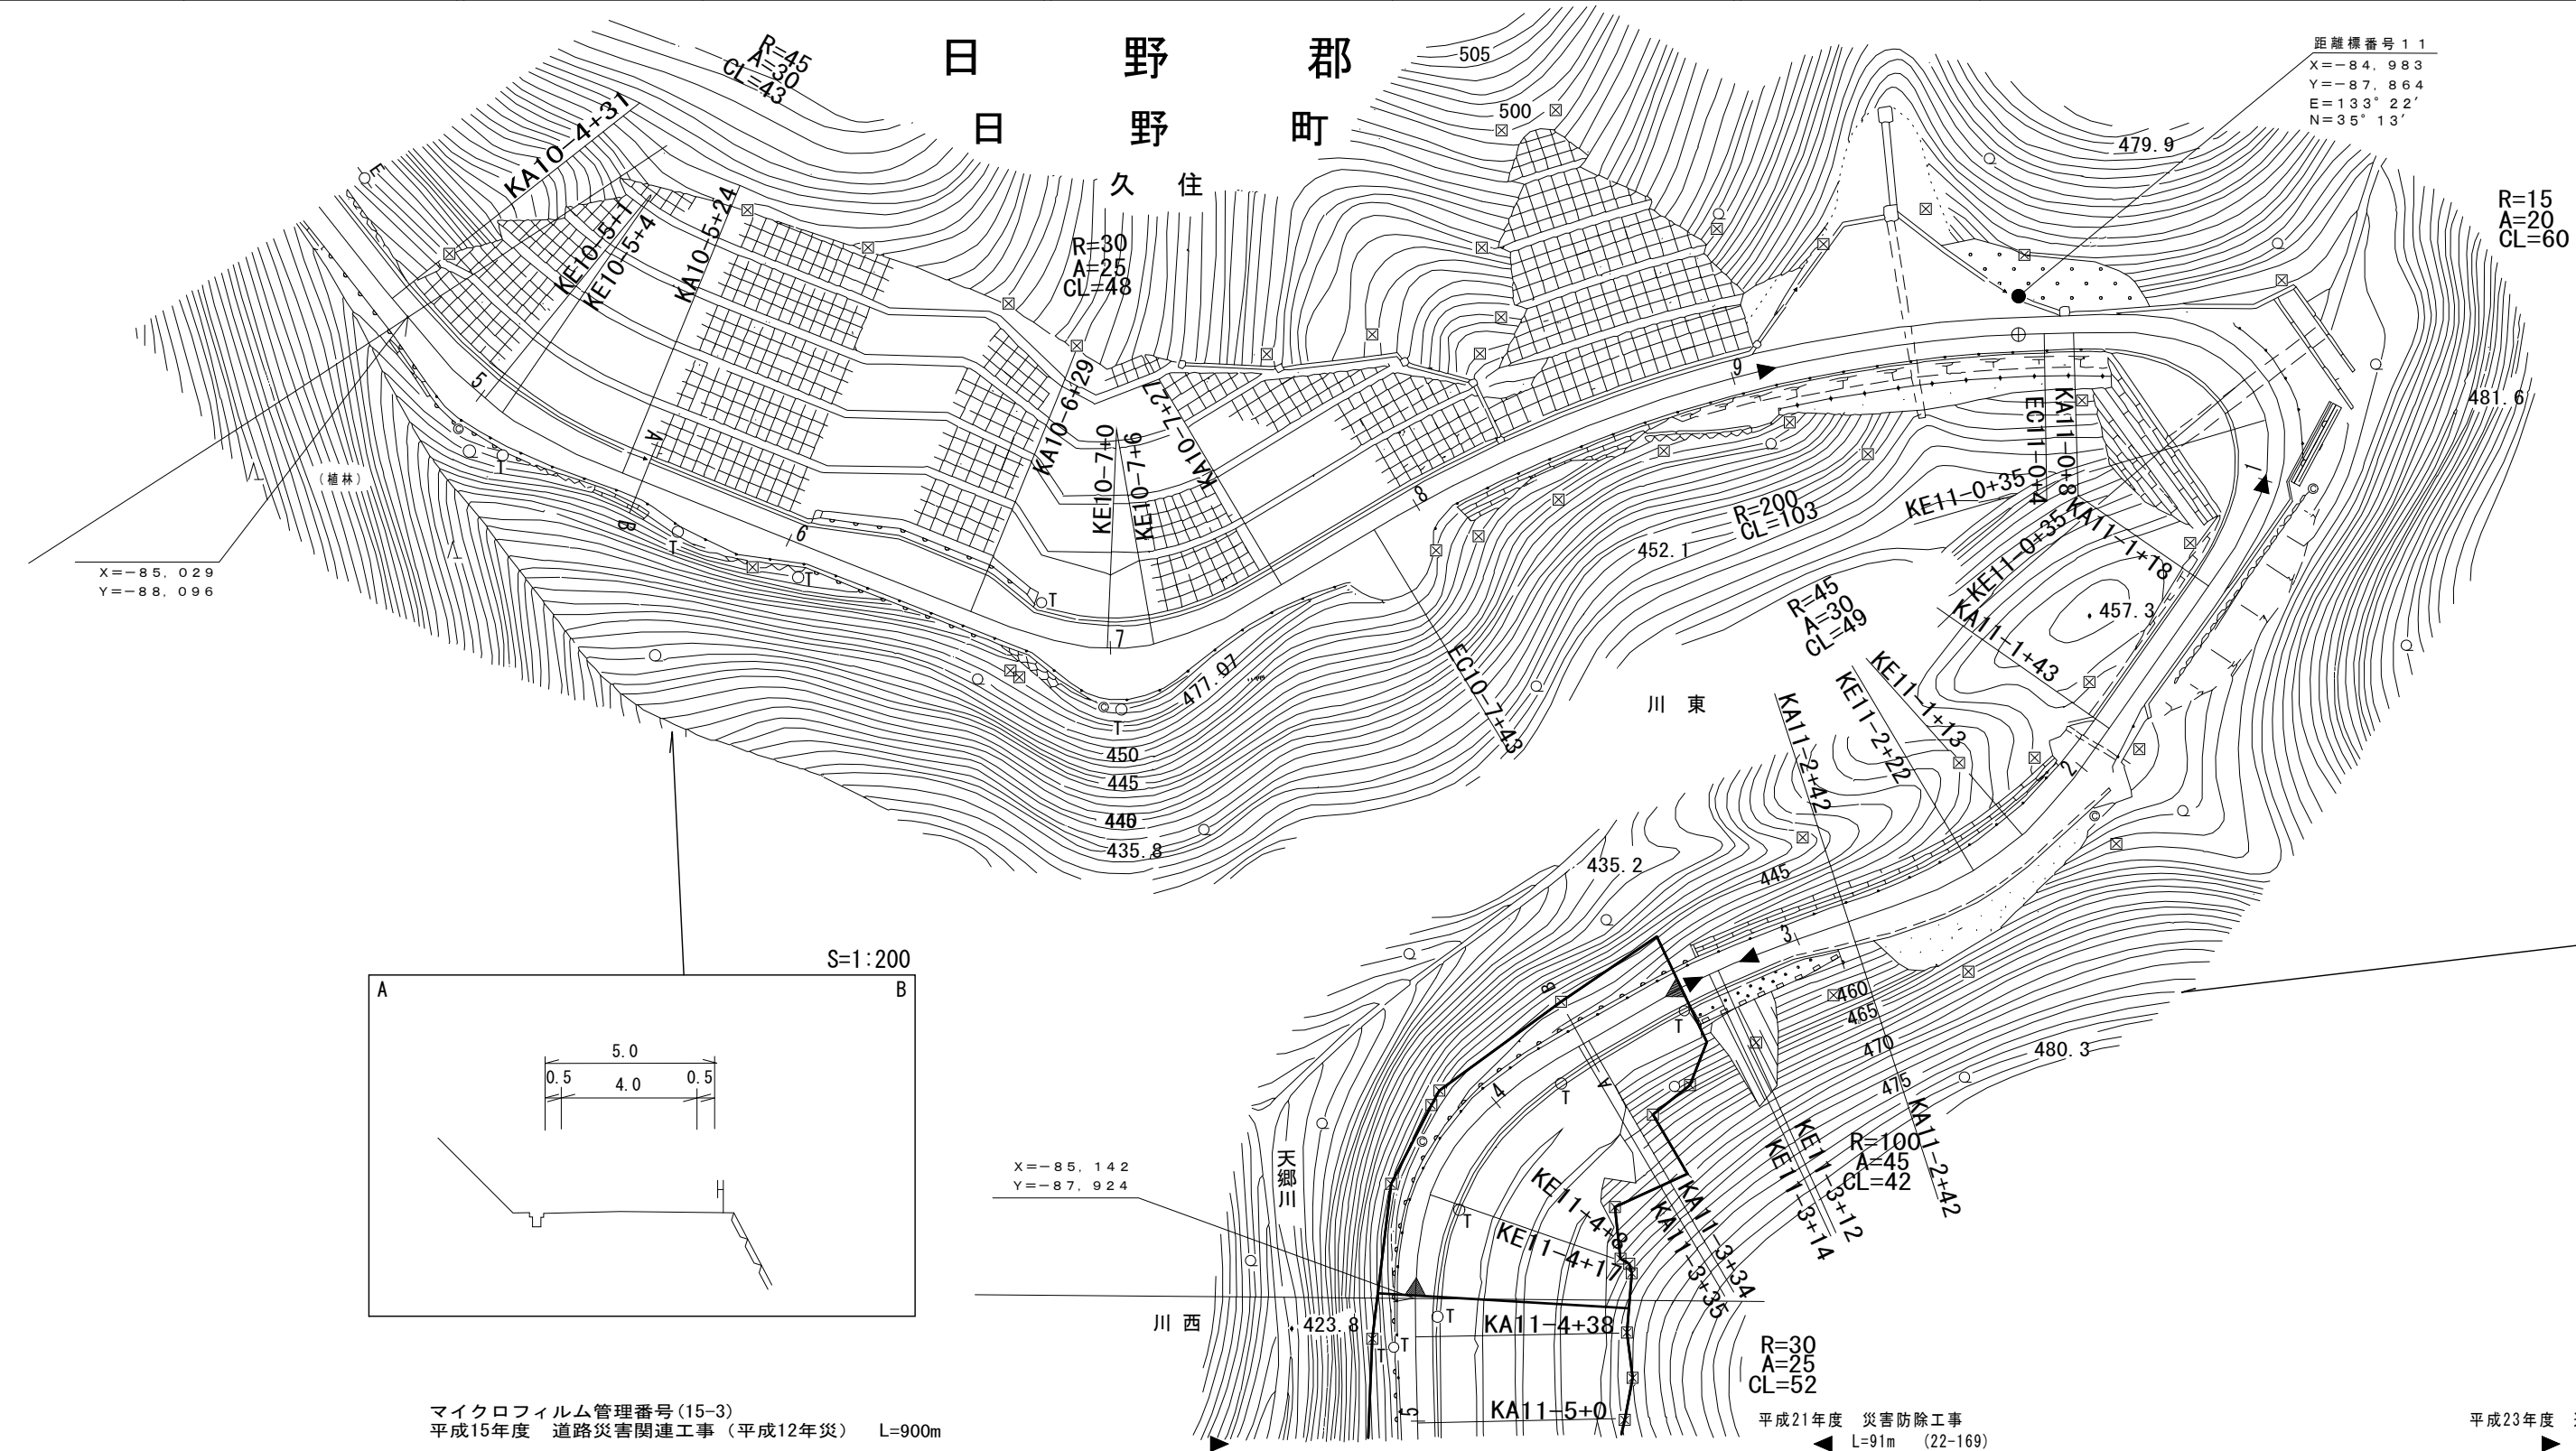 日野郡
日野町
久住
R=45
A=30
CL=43
KA10-4+31
E
KE10-5+1
KE10-5+4
KA10-5+24
505
500
R=30
A=25
CL=48
距離標番号11
X=-84, 983
Y=-87, 864
E=133°22′
N=35°13′
479.9
R=15
A=20
CL=60
481.6
5
A
B
6
7
8
9
1
2
3
4
5
(植林)
T
T
T
T
T
KA10-6+29
KE10-7+0
KE10-7+6
KA10-7+27
EC10-7+43
477.07
X=-85, 029
Y=-88, 096
R=200
CL=103
452.1
KE11-0+35
EC11-0+4
KA11-0+8
KE11-0+35
KA11-1+18
KA11-1+43
457.3
R=45
A=30
CL=49
KE11-1+13
KE11-2+22
KA11-2+42
川東
450
445
440
435.8
435.2
445
460
465
470
475
480.3
S=1:200
A
B
5.0
0.5
4.0
0.5
B
A
T
T
T
T
T
T
R=100
A=45
CL=42
KA11-2+42
KE11-3+12
KE11-3+14
KA11-3+34
KA11-3+35
KE11-4+8
KE11-4+17
X=-85, 142
Y=-87, 924
天郷川
川西
423.8
KA11-4+38
KA11-5+0
R=30
A=25
CL=52
マイクロフィルム管理番号(15-3)
平成15年度 道路災害関連工事（平成12年災） L=900m
平成21年度 災害防除工事
L=91m (22-169)
平成23年度